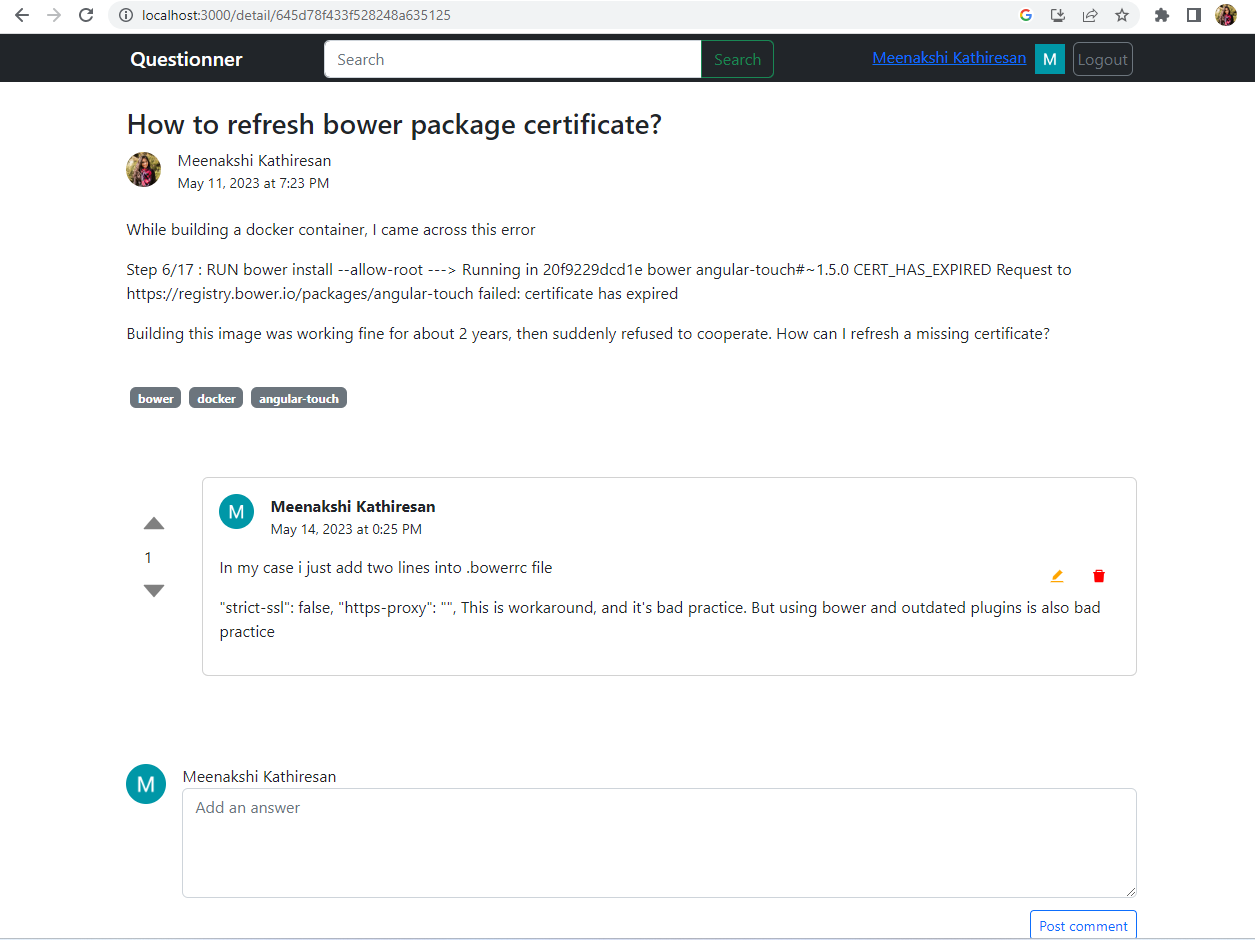 localhost:3000/detail/645d78f433f528248a635125
Questionner
Search
Search
Meenakshi Kathiresan
M
Logout
How to refresh bower package certificate?
Meenakshi Kathiresan
May 11, 2023 at 7:23 PM
While building a docker container, I came across this error
Step 6/17 : RUN bower install --allow-root ---> Running in 20f9229dcd1e bower angular-touch#~1.5.0 CERT_HAS_EXPIRED Request to
https://registry.bower.io/packages/angular-touch failed: certificate has expired
Building this image was working fine for about 2 years, then suddenly refused to cooperate. How can I refresh a missing certificate?
bower
docker
angular-touch
M
Meenakshi Kathiresan
May 14, 2023 at 0:25 PM
1
In my case i just add two lines into .bowerrc file
"strict-ssl": false, "https-proxy": "", This is workaround, and it's bad practice. But using bower and outdated plugins is also bad
practice
M
Meenakshi Kathiresan
Add an answer
Post comment